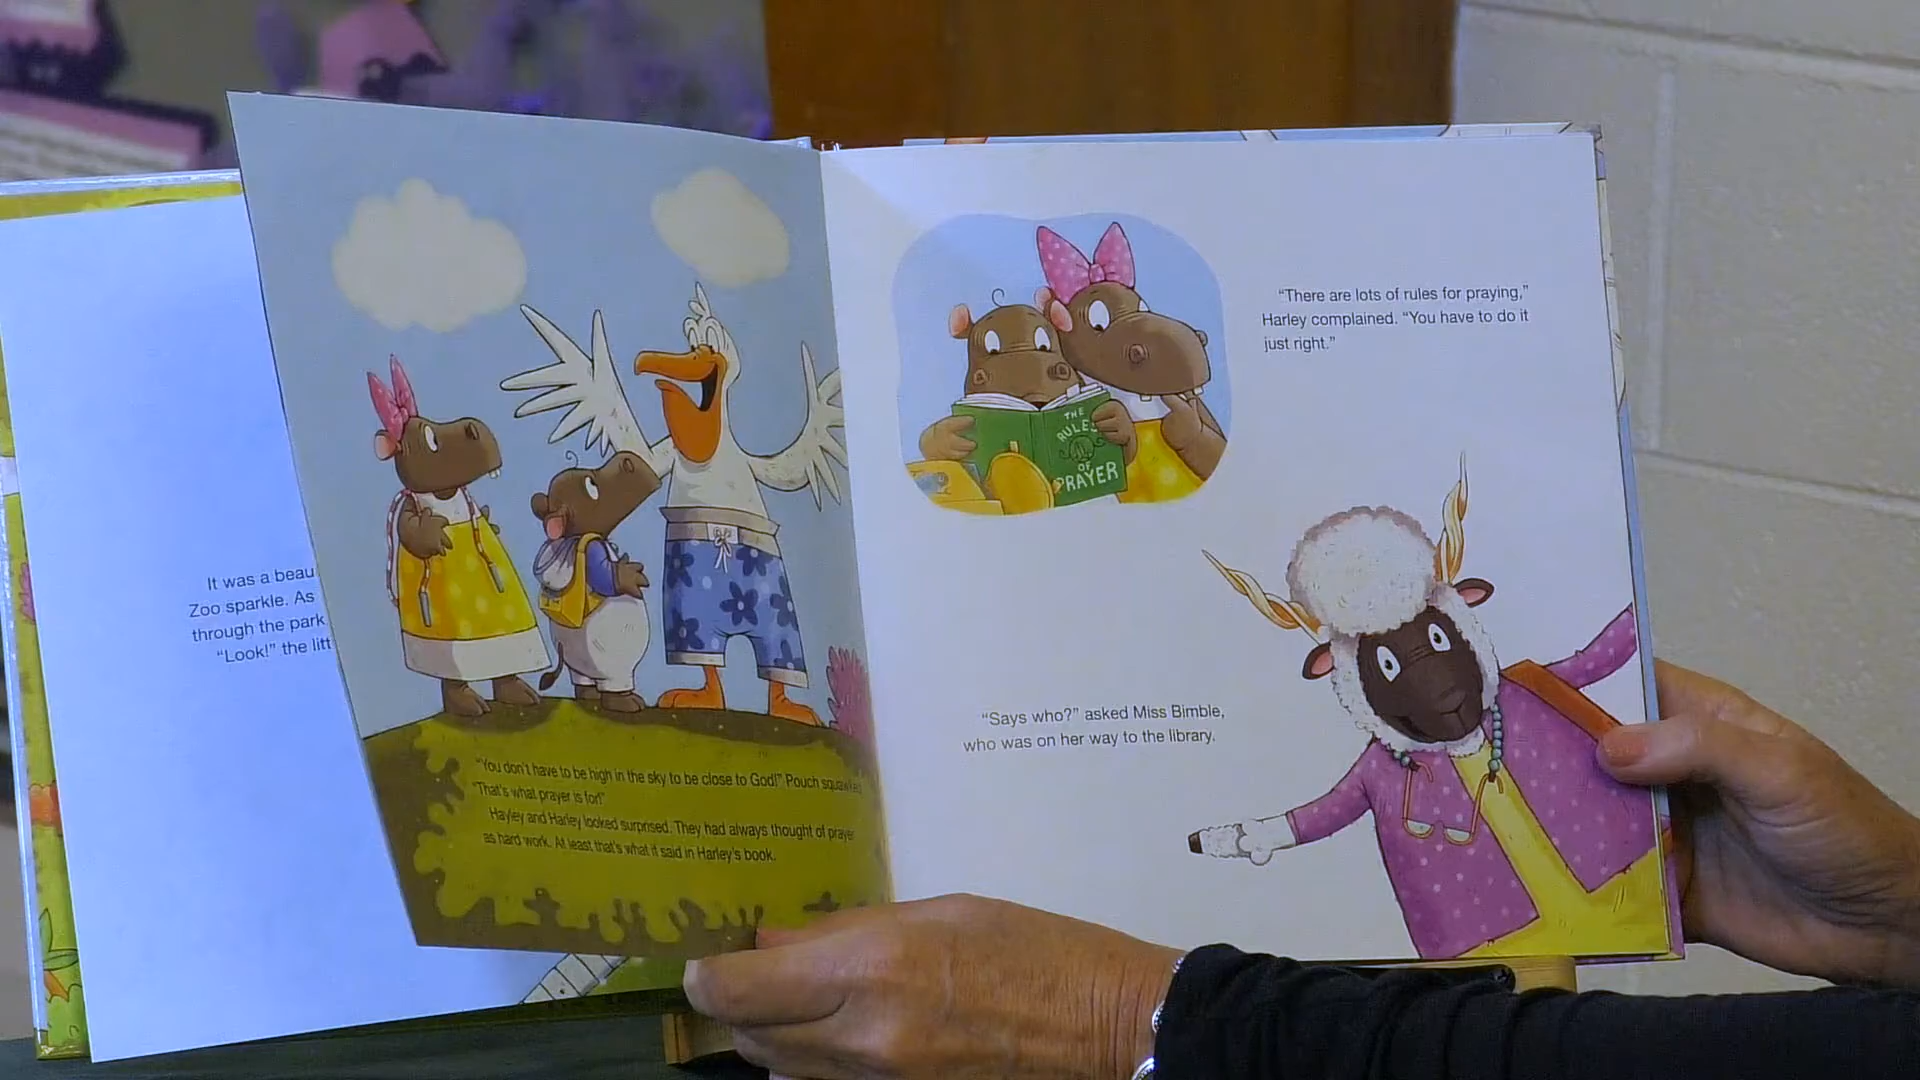 It was a beau
Zoo sparkle. As
through the park
"Look!" the litt
"You don't have to be high in the sky to be close to God!" Pouch squawked.
"That's what prayer is for!"
Hayley and Harley looked surprised. They had always thought of prayer
as hard work. At least that's what it said in Harley's book.
THE
RULES
OF
PRAYER
"There are lots of rules for praying,"
Harley complained. "You have to do it
just right."
"Says who?" asked Miss Bimble,
who was on her way to the library.